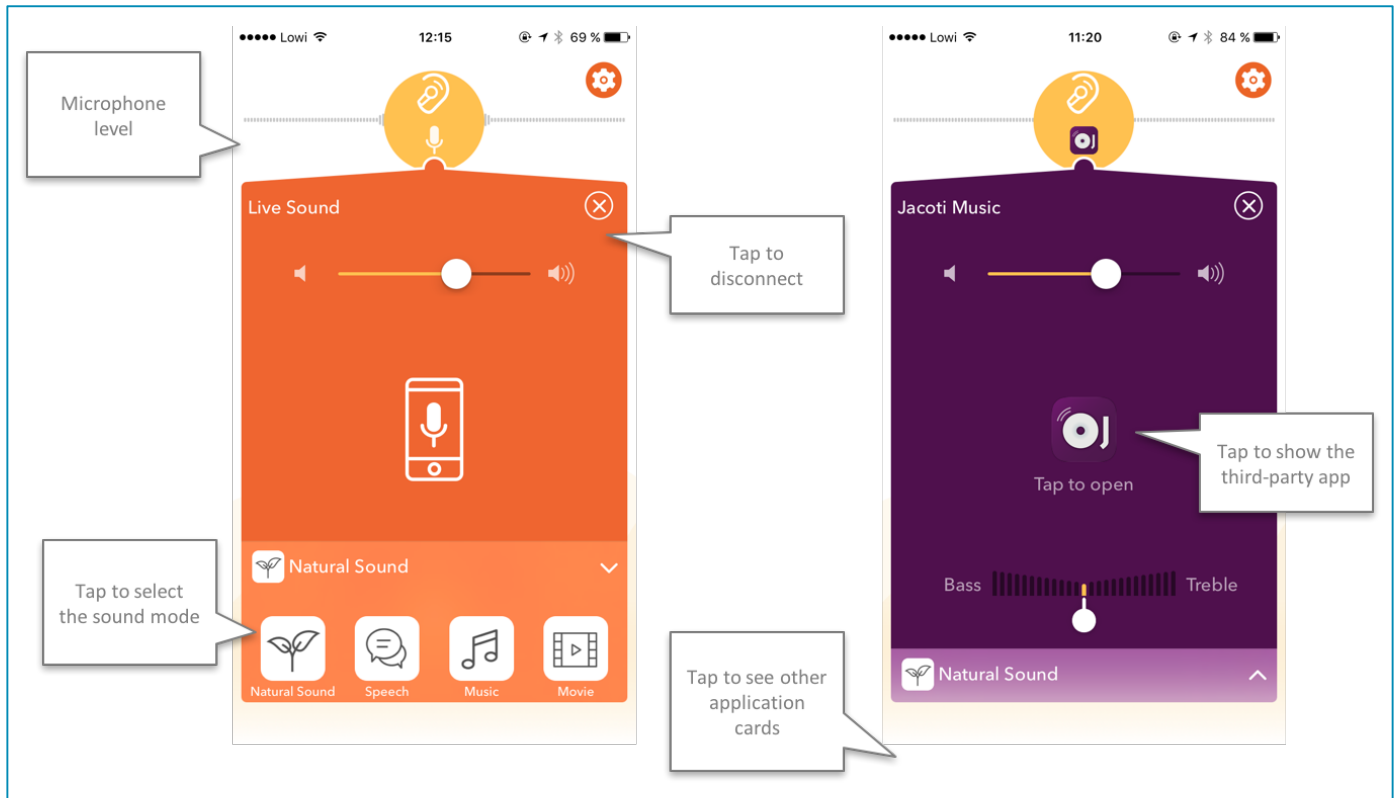 Lowi 12:15 69 %
Microphone
level
Live Sound
Tap to
disconnect
Natural Sound
Tap to select
the sound mode
Natural Sound Speech Music Movie
Lowi 11:20 84 %
Jacoti Music
J
Tap to open
Tap to show the
third-party app
Bass Treble
Natural Sound
Tap to see other
application
cards